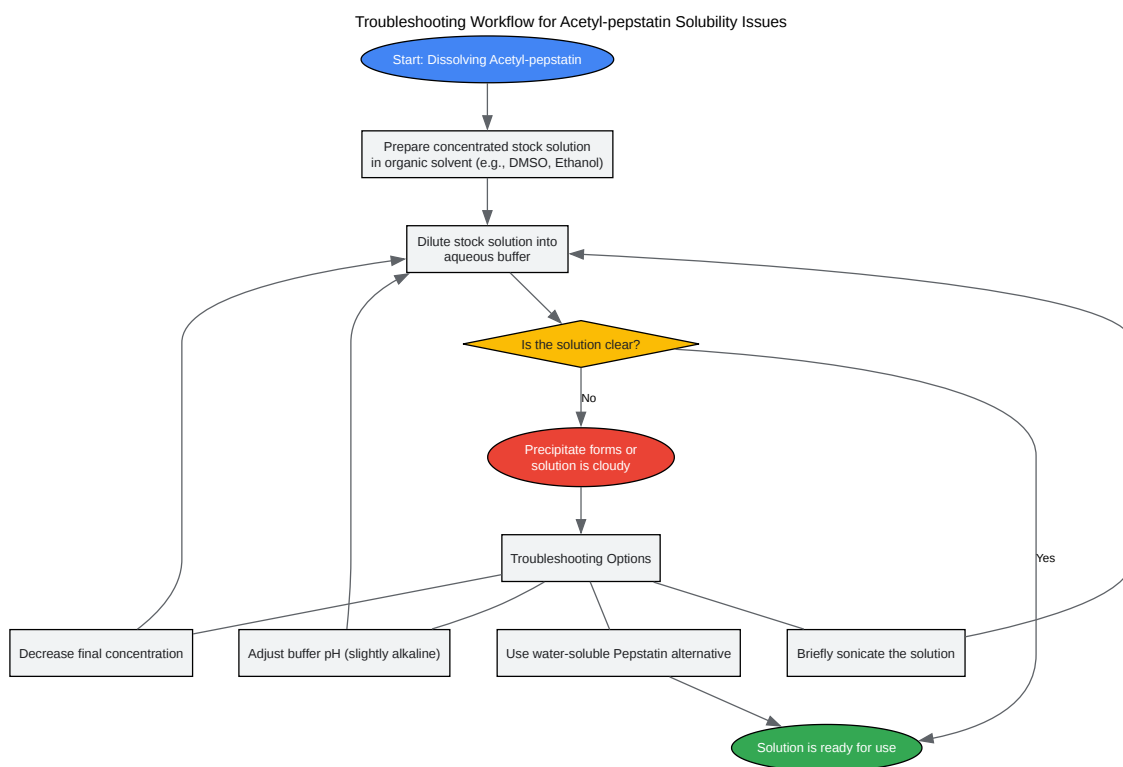 Troubleshooting Workflow for Acetyl-pepstatin Solubility Issues
Start: Dissolving Acetyl-pepstatin
Prepare concentrated stock solution
in organic solvent (e.g., DMSO, Ethanol)
Dilute stock solution into
aqueous buffer
Is the solution clear?
No
Precipitate forms or
solution is cloudy
Troubleshooting Options
Yes
Decrease final concentration
Adjust buffer pH (slightly alkaline)
Use water-soluble Pepstatin alternative
Briefly sonicate the solution
Solution is ready for use